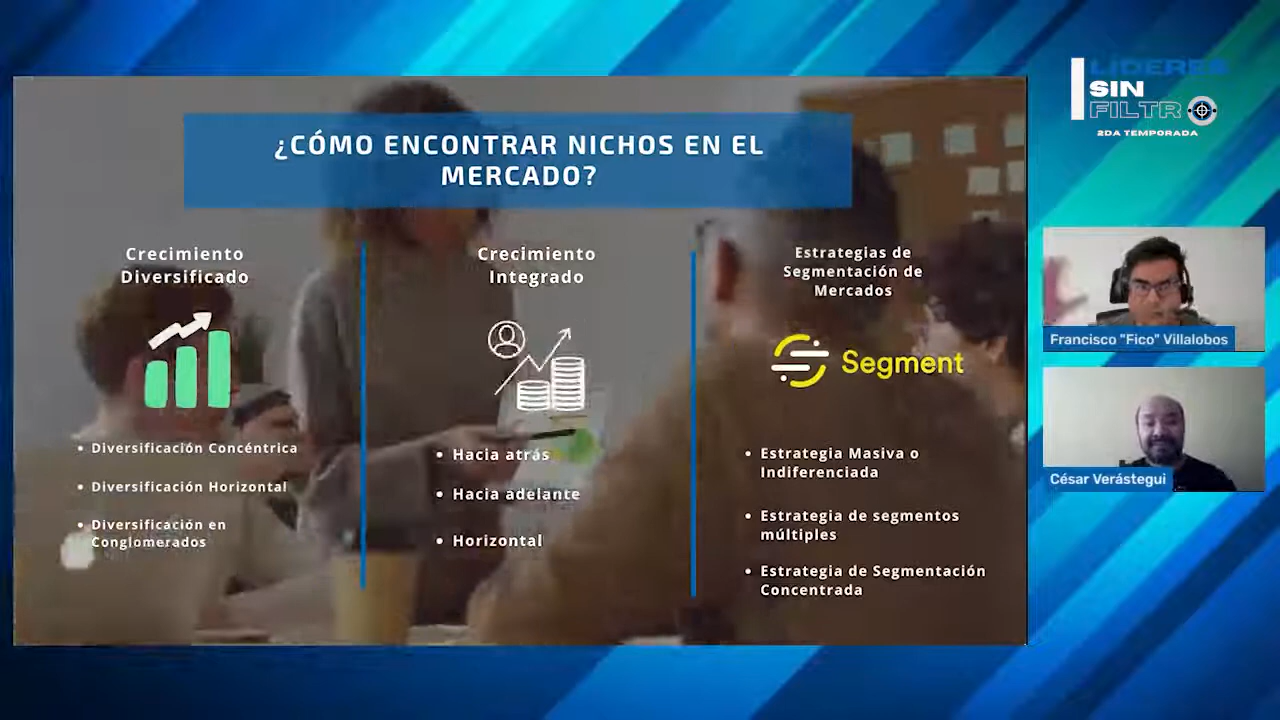 ¿CÓMO ENCONTRAR NICHOS EN EL
MERCADO?
Crecimiento
Diversificado
• Diversificación Concéntrica
• Diversificación Horizontal
• Diversificación en
Conglomerados
Crecimiento
Integrado
• Hacia atrás
• Hacia adelante
• Horizontal
Estrategias de
Segmentación de
Mercados
Segment
• Estrategia Masiva o
Indiferenciada
• Estrategia de segmentos
múltiples
• Estrategia de Segmentación
Concentrada
LÍDERES
SIN
FILTRO
2DA TEMPORADA
Francisco "Fico" Villalobos
César Verástegui